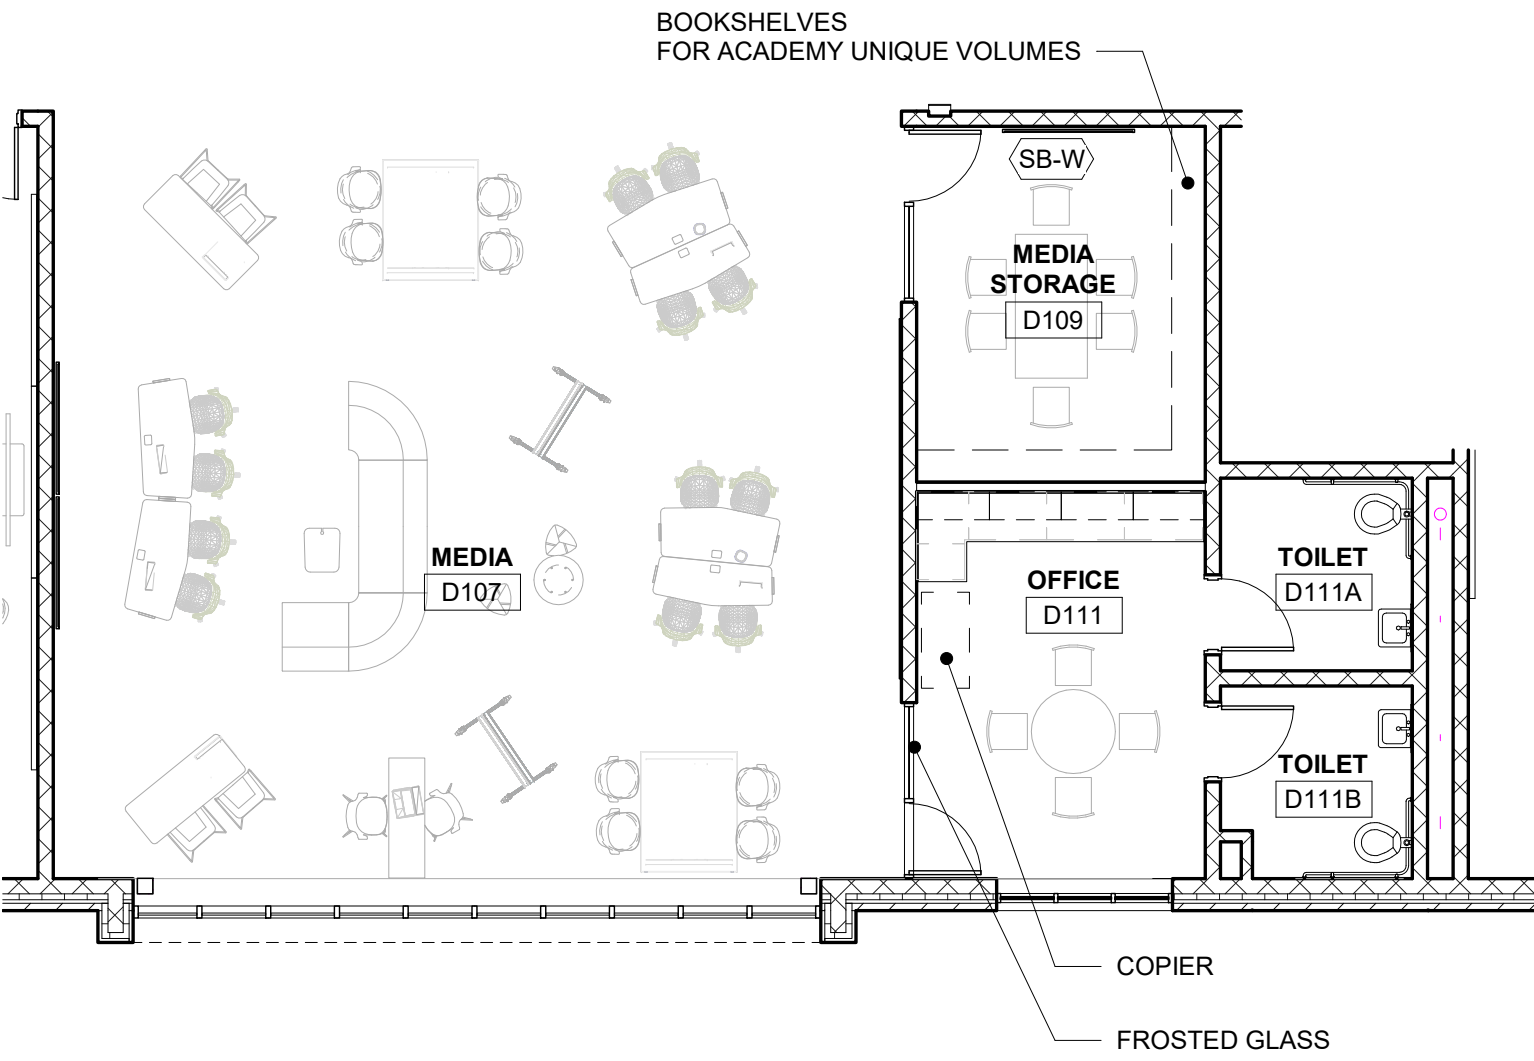 BOOKSHELVES
FOR ACADEMY UNIQUE VOLUMES
SB-W
MEDIA
STORAGE
D109
MEDIA
D107
OFFICE
D111
TOILET
D111A
TOILET
D111B
COPIER
FROSTED GLASS